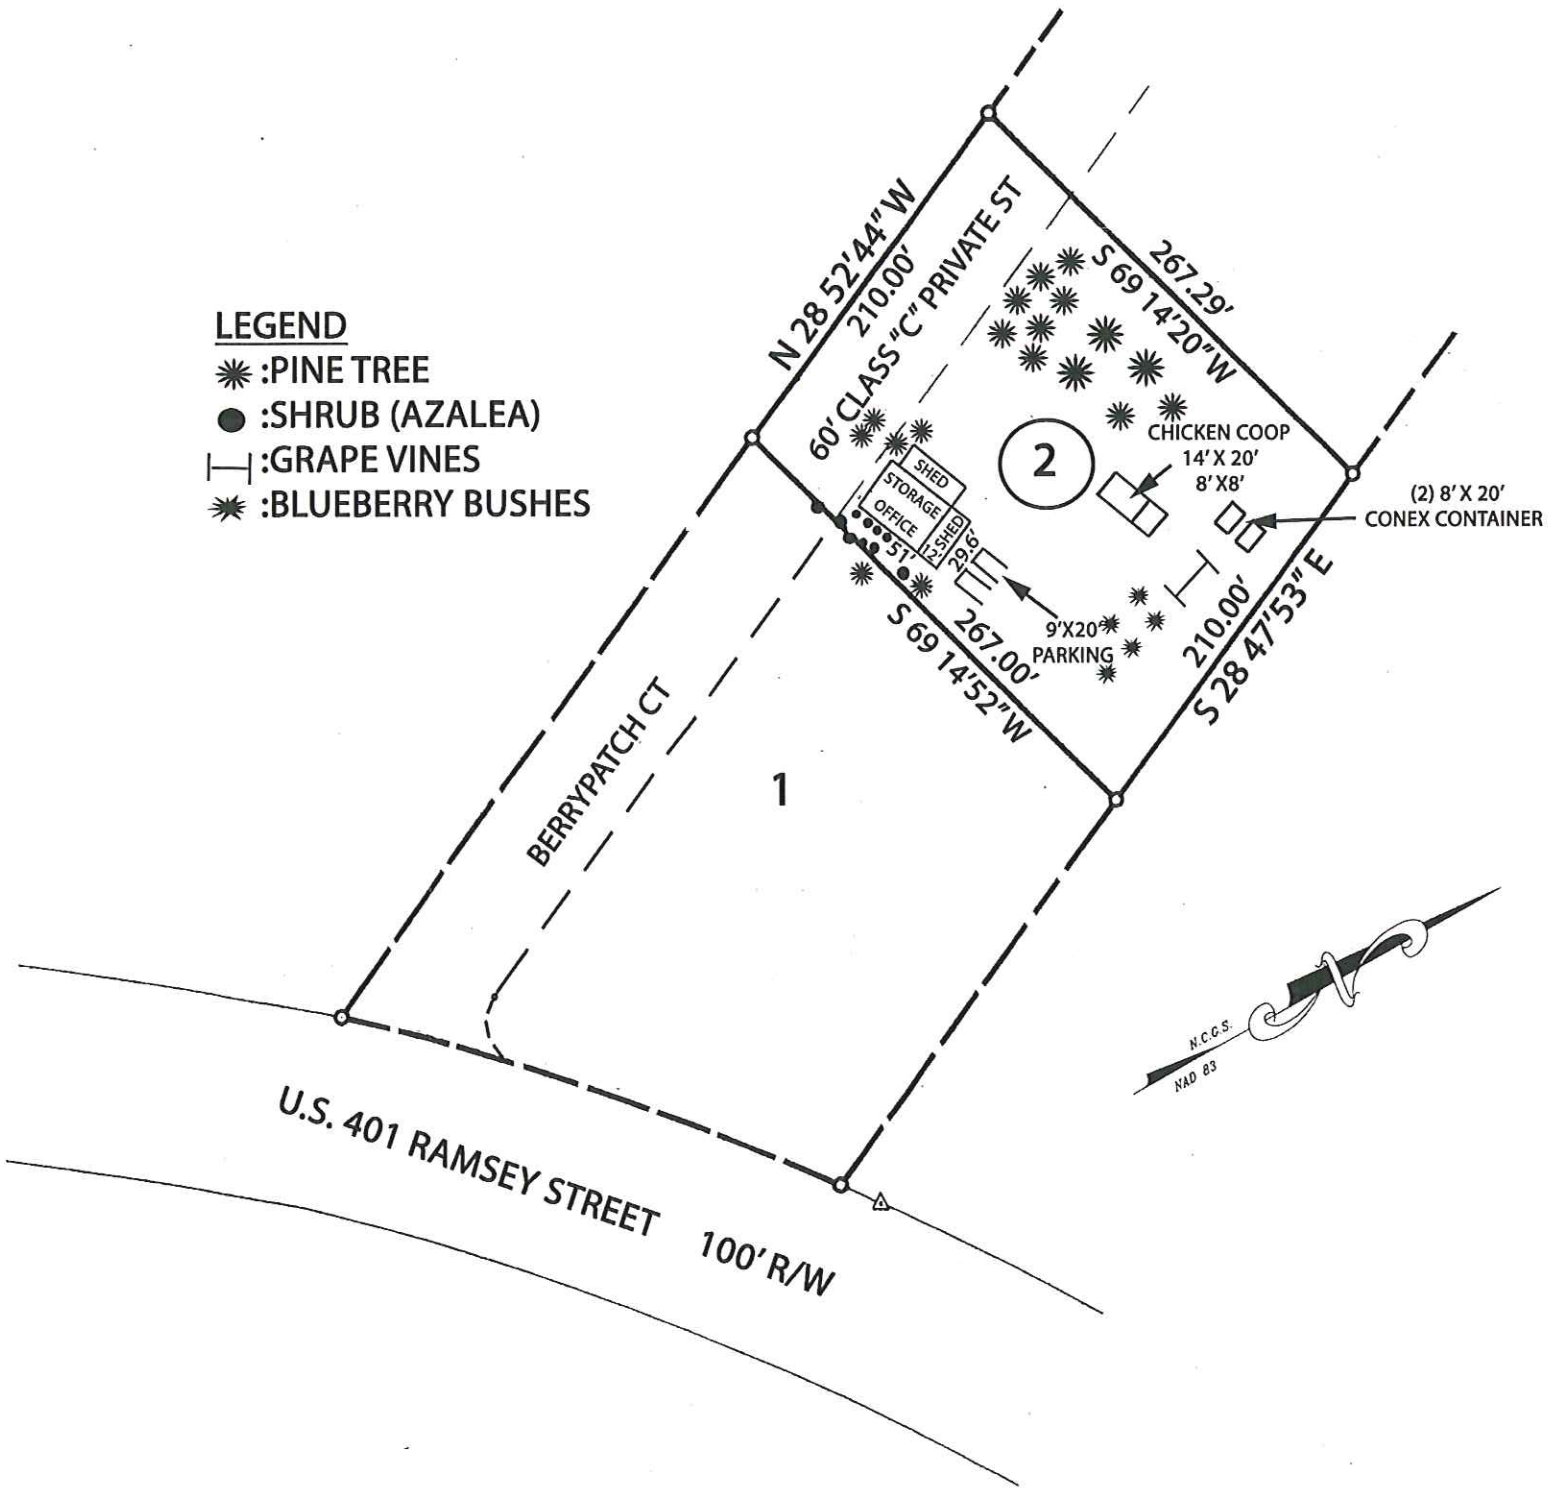 LEGEND
:PINE TREE
:SHRUB (AZALEA)
:GRAPE VINES
:BLUEBERRY BUSHES
N 28 52'44" W
210.00'
60' CLASS "C" PRIVATE ST
267.29'
S 69 14'20" W
2
CHICKEN COOP
14' X 20'
8' X8'
(2) 8' X 20'
CONEX CONTAINER
SHED
STORAGE
OFFICE
SHED
12'
29.6'
51'
9'X20'
PARKING
267.00'
S 69 14'52" W
210.00'
S 28 47'53" E
BERRYPATCH CT
1
N
N.C.G.S.
NAD 83
U.S. 401 RAMSEY STREET 100' R/W